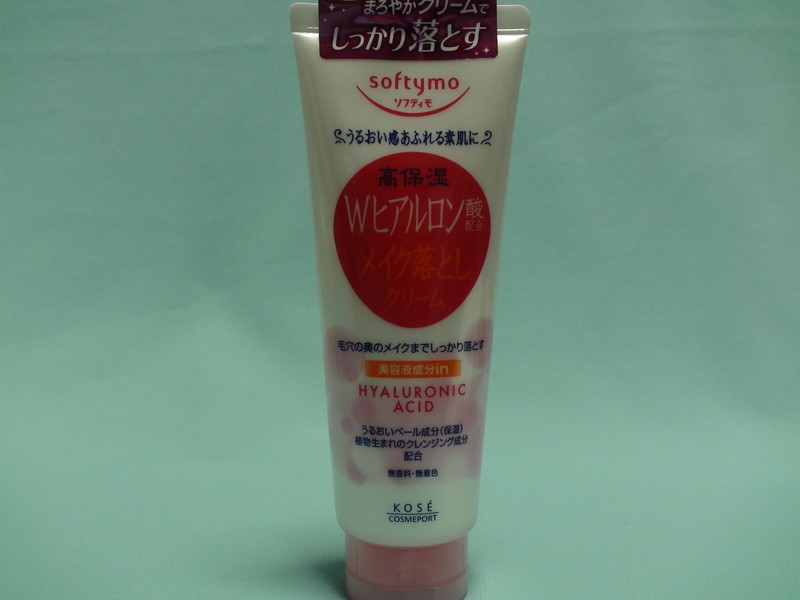 まろやかクリームで
しっかり落とす
softymo
ソフティモ
うるおい感あふれる素肌に
高保湿
Wヒアルロン酸配合
メイク落とし
クリーム
毛穴の奥のメイクまでしっかり落とす
美容液成分in
HYALURONIC
ACID
うるおいベール成分(保湿)
植物生まれのクレンジング成分
配合
無香料・無着色
KOSÉ
COSMEPORT